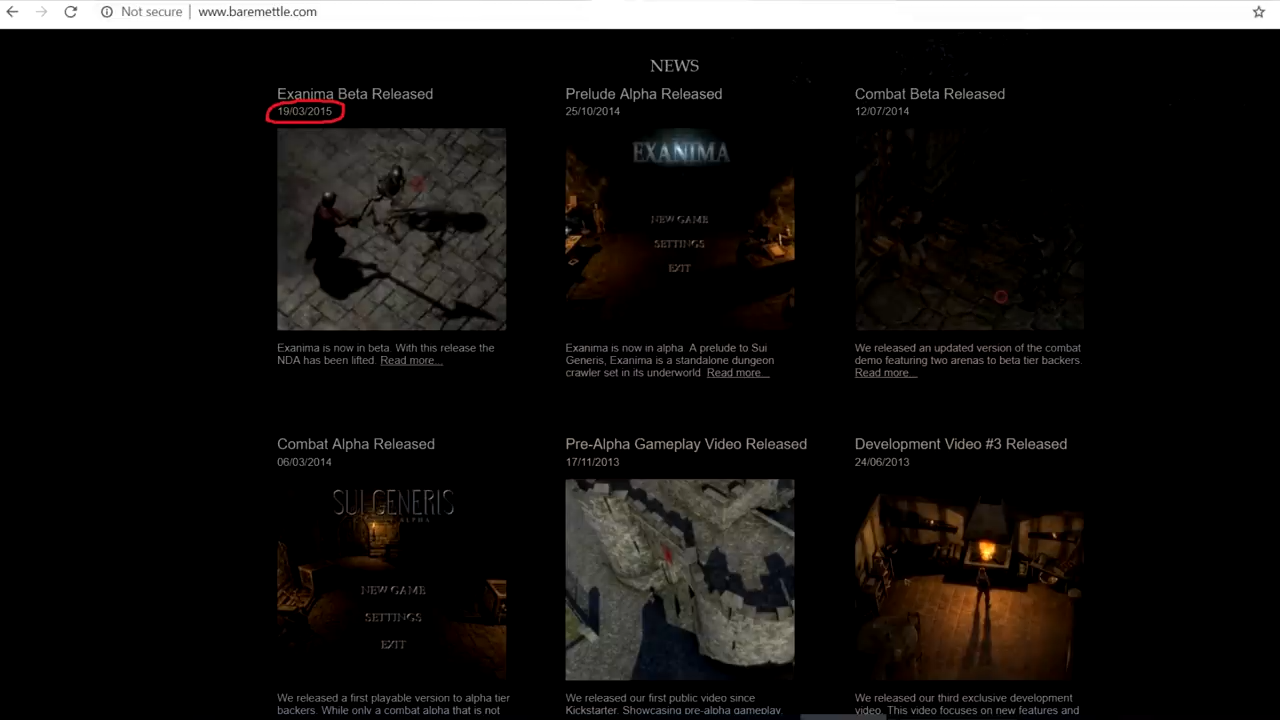 Not secure
www.baremettle.com
NEWS
Exanima Beta Released
19/03/2015
Exanima is now in beta. With this release the
NDA has been lifted. Read more...
Prelude Alpha Released
25/10/2014
EXANIMA
NEW GAME
SETTINGS
EXIT
Exanima is now in alpha. A prelude to Sui
Generis, Exanima is a standalone dungeon
crawler set in its underworld. Read more...
Combat Beta Released
12/07/2014
We released an updated version of the combat
demo featuring two arenas to beta tier backers.
Read more...
Combat Alpha Released
06/03/2014
SUI GENERIS
ALPHA
NEW GAME
SETTINGS
EXIT
We released a first playable version to alpha tier
backers. While only a combat alpha that is not
Pre-Alpha Gameplay Video Released
17/11/2013
We released our first public video since
Kickstarter. Showcasing pre-alpha gameplay,
Development Video #3 Released
24/06/2013
We released our third exclusive development
video. This video focuses on new features and